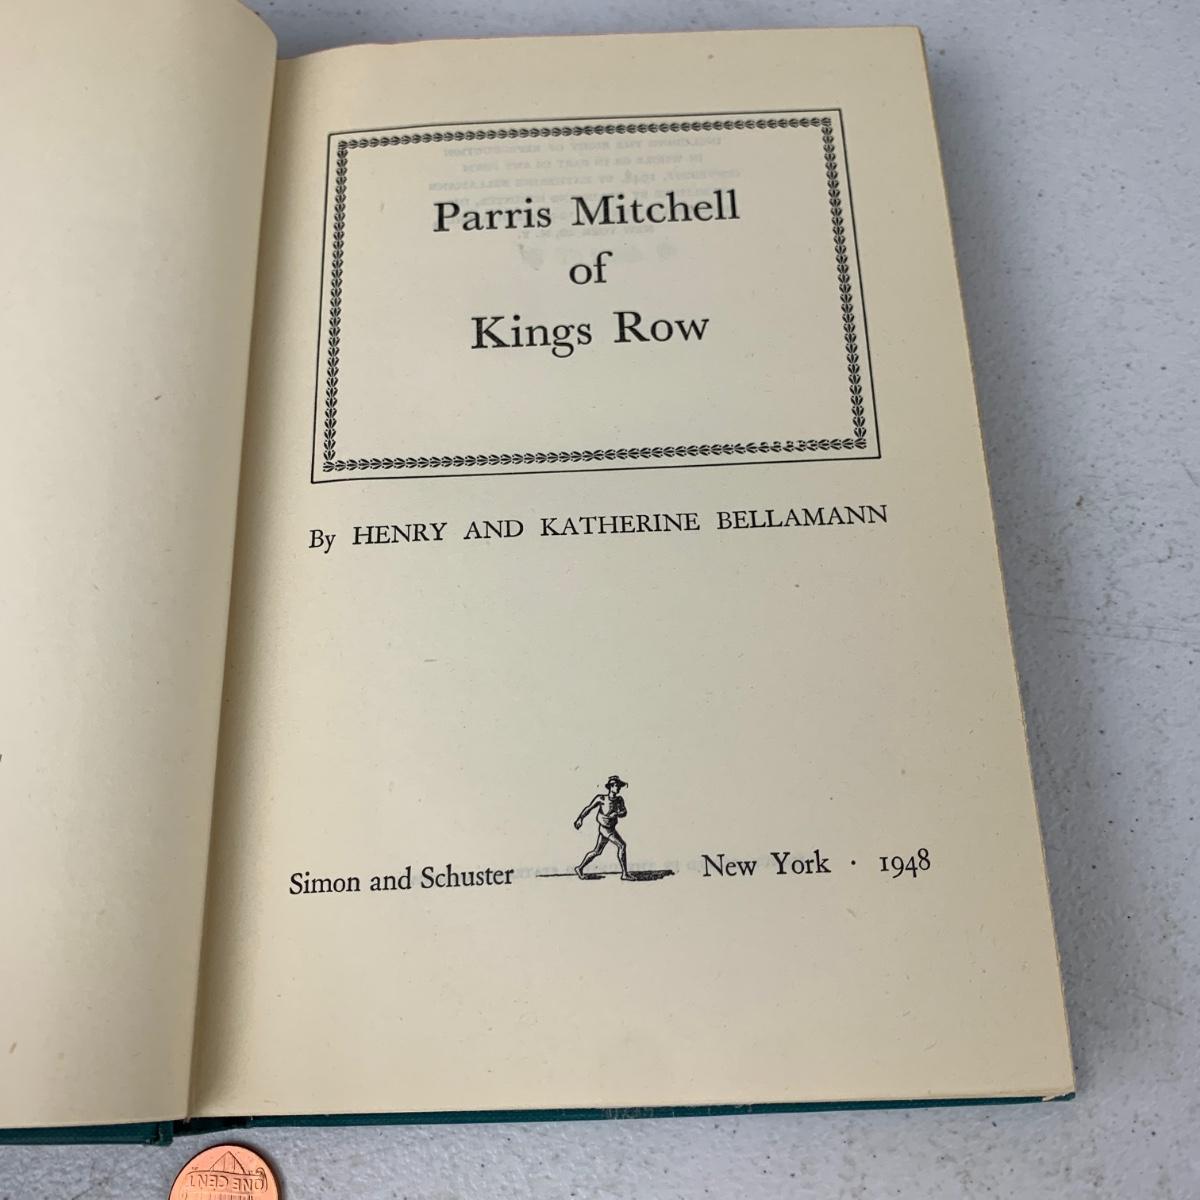 Parris Mitchell
of
Kings Row
By HENRY AND KATHERINE BELLAMANN
Simon and Schuster New York · 1948
ONE CENT